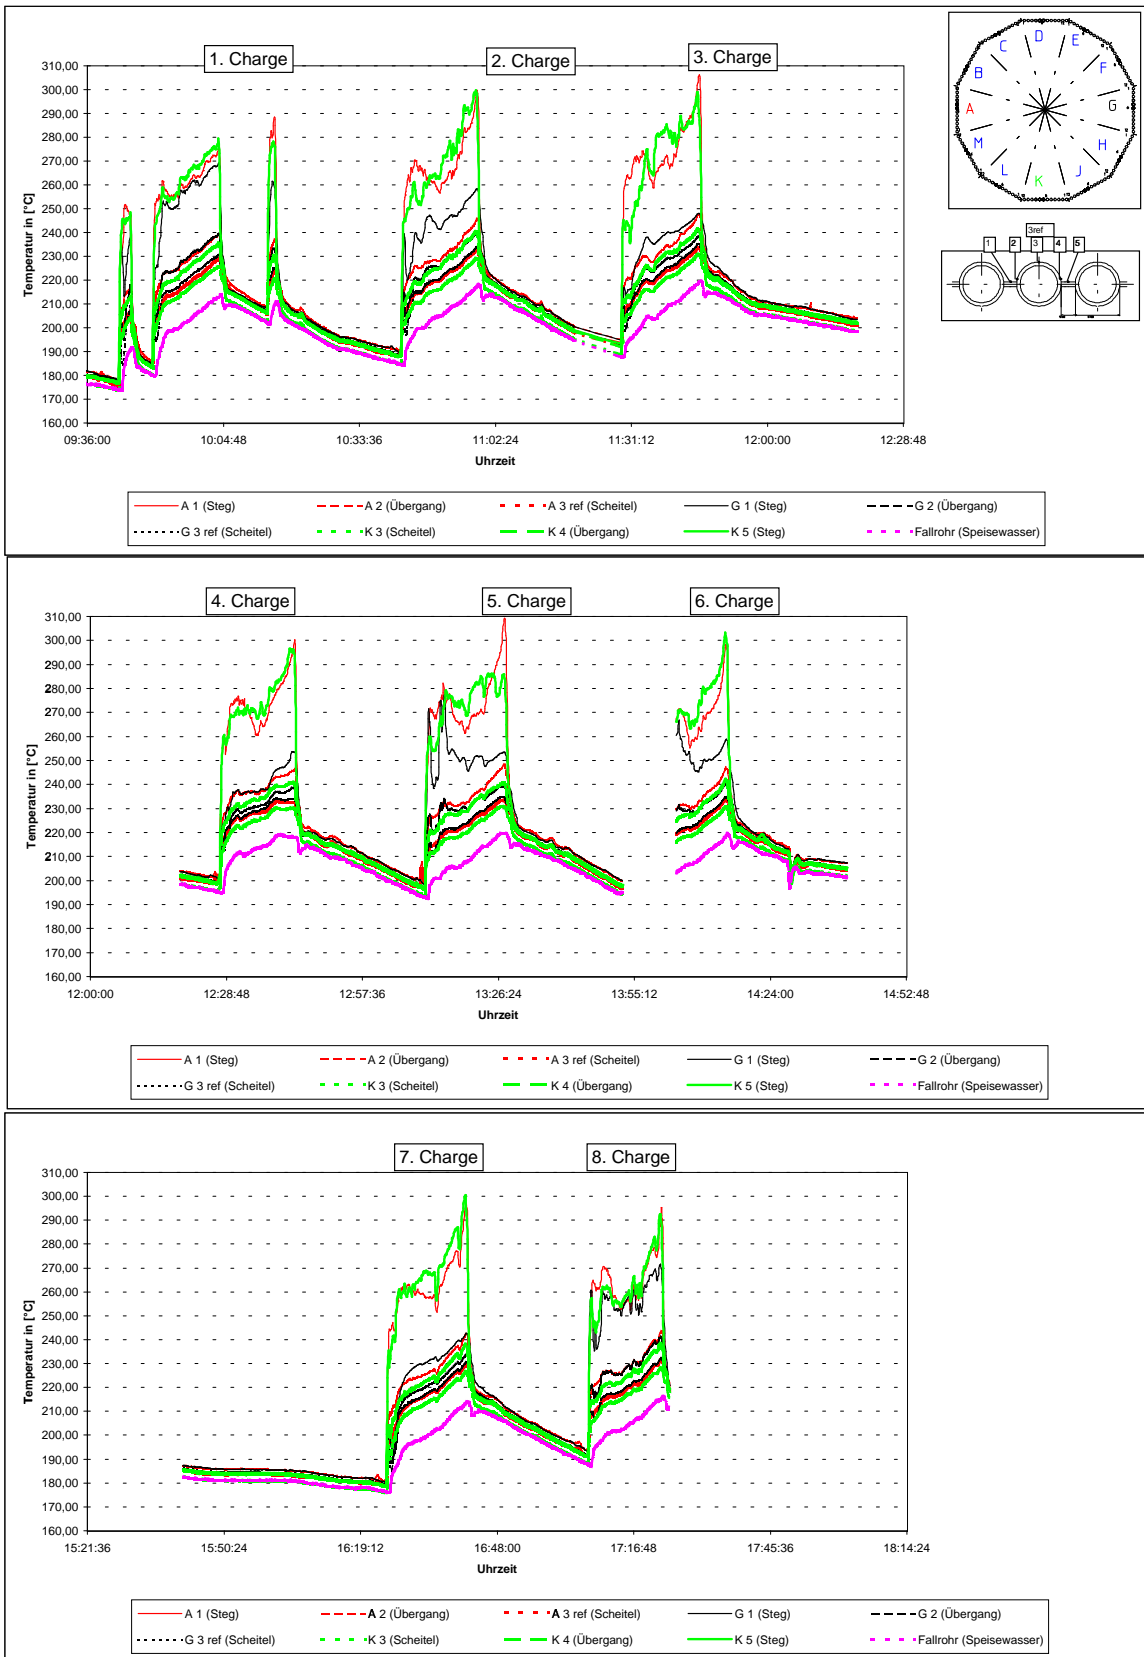 1. Charge
2. Charge
3. Charge
310,00
300,00
290,00
280,00
270,00
260,00
250,00
240,00
230,00
220,00
210,00
200,00
190,00
180,00
170,00
160,00
Temperatur in [°C]
09:36:00 10:04:48 10:33:36 11:02:24 11:31:12 12:00:00 12:28:48
Uhrzeit
A 1 (Steg) A 2 (Übergang) A 3 ref (Scheitel) G 1 (Steg) G 2 (Übergang)
G 3 ref (Scheitel) K 3 (Scheitel) K 4 (Übergang) K 5 (Steg) Fallrohr (Speisewasser)
D
C E
B F
A G
M H
L J
K
3ref
1 2 3 4 5
4. Charge
5. Charge
6. Charge
310,00
300,00
290,00
280,00
270,00
260,00
250,00
240,00
230,00
220,00
210,00
200,00
190,00
180,00
170,00
160,00
Temperatur in [°C]
12:00:00 12:28:48 12:57:36 13:26:24 13:55:12 14:24:00 14:52:48
Uhrzeit
A 1 (Steg) A 2 (Übergang) A 3 ref (Scheitel) G 1 (Steg) G 2 (Übergang)
G 3 ref (Scheitel) K 3 (Scheitel) K 4 (Übergang) K 5 (Steg) Fallrohr (Speisewasser)
7. Charge
8. Charge
310,00
300,00
290,00
280,00
270,00
260,00
250,00
240,00
230,00
220,00
210,00
200,00
190,00
180,00
170,00
160,00
Temperatur in [°C]
15:21:36 15:50:24 16:19:12 16:48:00 17:16:48 17:45:36 18:14:24
Uhrzeit
A 1 (Steg) A 2 (Übergang) A 3 ref (Scheitel) G 1 (Steg) G 2 (Übergang)
G 3 ref (Scheitel) K 3 (Scheitel) K 4 (Übergang) K 5 (Steg) Fallrohr (Speisewasser)